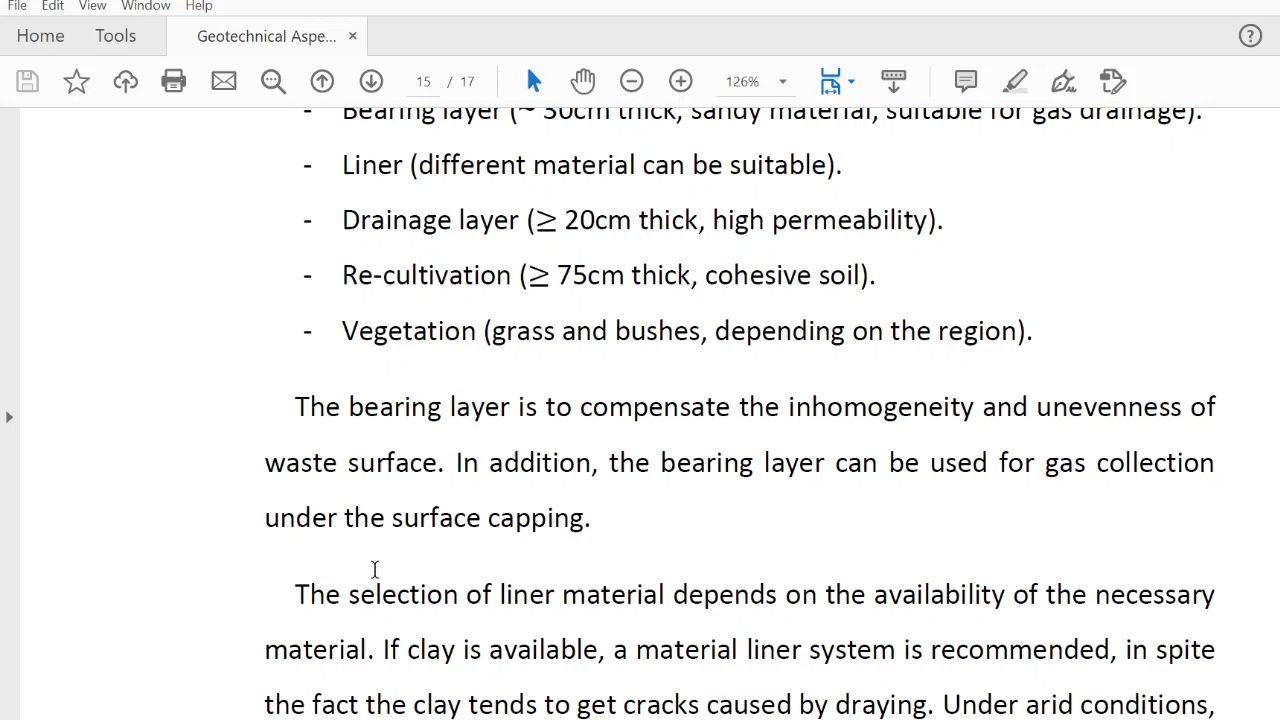 File Edit View Window Help
Home Tools Geotechnical Aspe... ×
15 / 17 126%
- Bearing layer (~ 30cm thick, sandy material, suitable for gas drainage).
- Liner (different material can be suitable).
- Drainage layer (≥ 20cm thick, high permeability).
- Re-cultivation (≥ 75cm thick, cohesive soil).
- Vegetation (grass and bushes, depending on the region).
The bearing layer is to compensate the inhomogeneity and unevenness of
waste surface. In addition, the bearing layer can be used for gas collection
under the surface capping.
The selection of liner material depends on the availability of the necessary
material. If clay is available, a material liner system is recommended, in spite
the fact the clay tends to get cracks caused by draying. Under arid conditions,